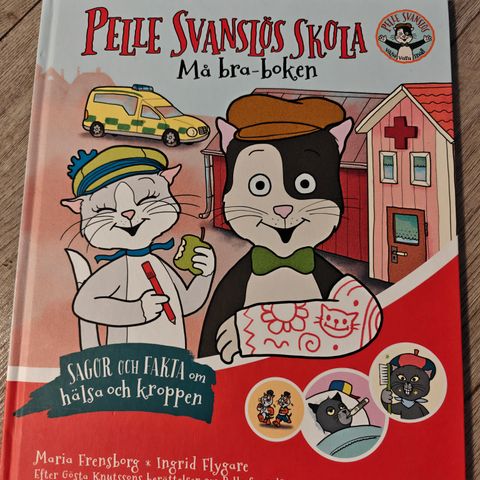 PELLE SVANSLÖS SKOLA
Må bra-boken
PELLE SVANSLÖS
SAGOR OCH FAKTA om
hälsa och kroppen
Maria Frensborg * Ingrid Flygare
Efter Gösta Knutssons berättelser om